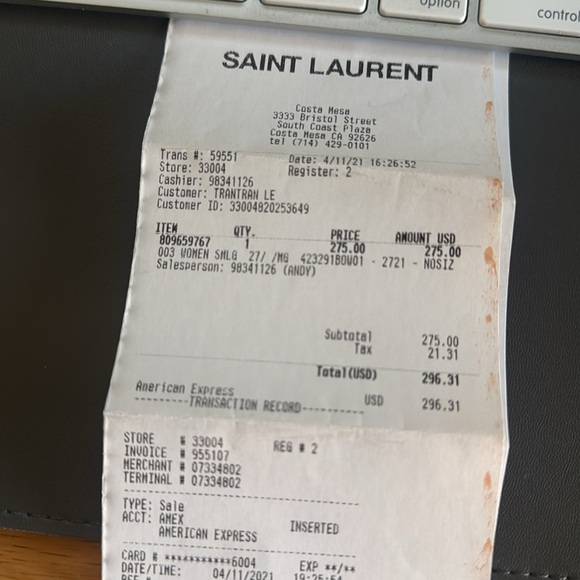 option
control
SAINT LAURENT
Costa Mesa
3333 Bristol Street
South Coast Plaza
Costa Mesa CA 92626
tel (714) 429-0101
Trans #: 59551 Date: 4/11/21 16:26:52
Store: 33004 Register: 2
Cashier: 98341126
Customer: TRANTRAN LE
Customer ID: 33004820253649
ITEM QTY. PRICE AMOUNT USD
809659767 1 275.00 275.00
003 WOMEN SMLG 27/ /MG 423291BOW01 - 2721 - NOSIZ
Salesperson: 98341126 (ANDY)
Subtotal 275.00
Tax 21.31
Total(USD) 296.31
American Express USD 296.31
--------TRANSACTION RECORD----------
STORE # 33004 REG # 2
INVOICE # 955107
MERCHANT # 07334802
TERMINAL # 07334802
TYPE: Sale
ACCT: AMEX INSERTED
AMERICAN EXPRESS
CARD # ***********6004 EXP **/**
DATE/TIME: 04/11/2021